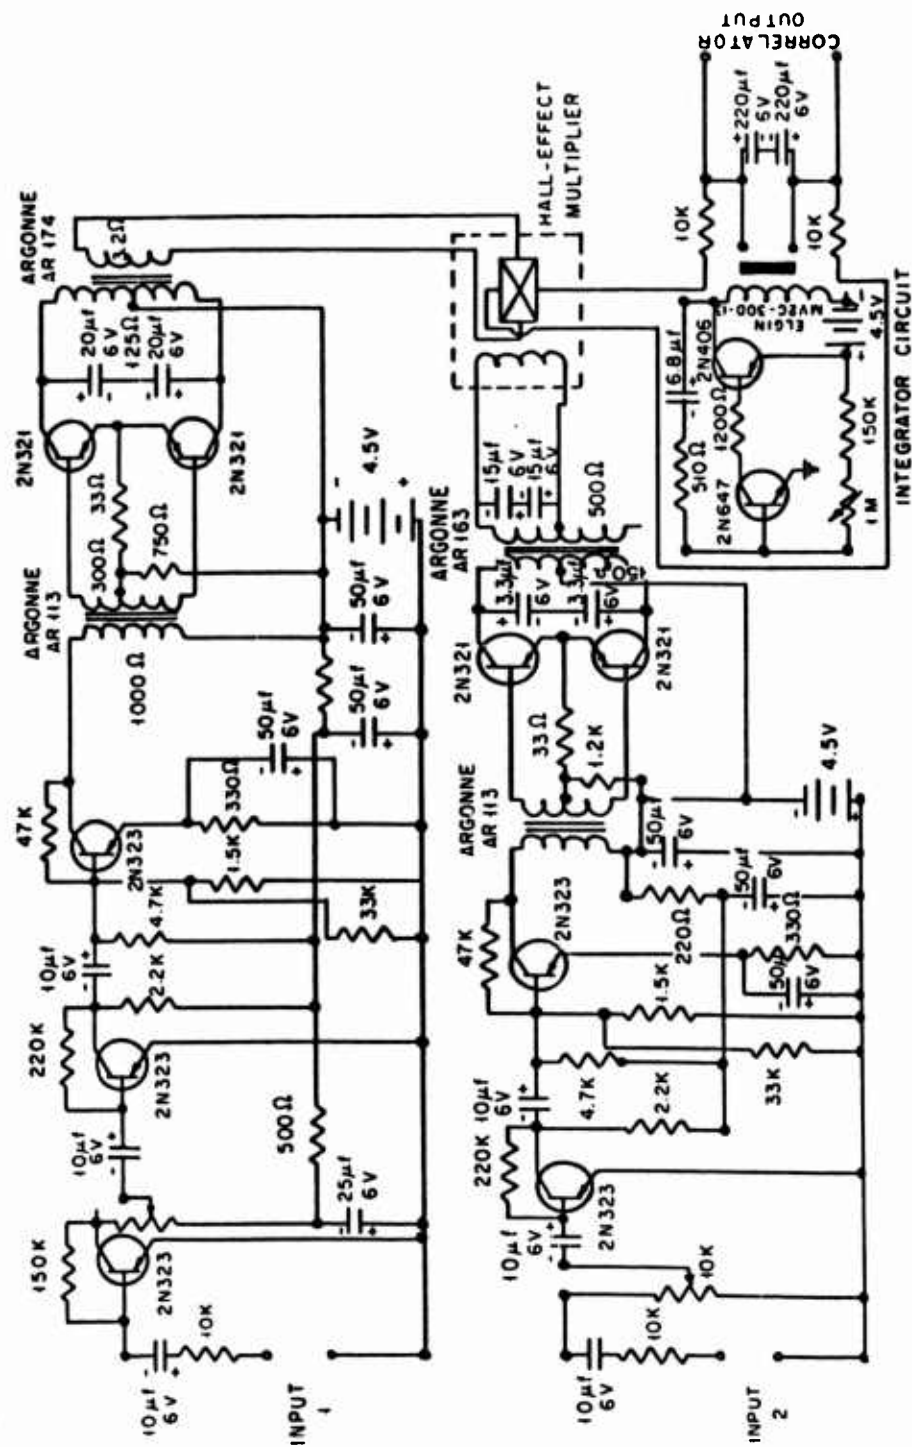 INPUT
1
10μf
6V
10K
150K
2N323
10μf
6V
25μf
6V
500Ω
220K
2N323
10μf
6V
2.2K
4.7K
47K
2N323
33K
1.5K
330Ω
50μf
6V
50μf
6V
50μf
6V
4.5V
-
+
1000Ω
ARGONNE
AR 113
300Ω
750Ω
33Ω
2N321
2N321
20μf
6V
125Ω
20μf
6V
ARGONNE
AR 174
3.2Ω
HALL-EFFECT
MULTIPLIER
INPUT
2
10μf
6V
10K
10K
10μf
6V
2N323
220K
10μf
6V
4.7K
2.2K
33K
1.5K
47K
2N323
50μf
6V
330Ω
220Ω
50μf
6V
50μf
6V
ARGONNE
AR 113
33Ω
1.2K
4.5V
2N321
2N321
3.3μf
6V
3.3μf
6V
ARGONNE
AR 163
15μf
6V
15μf
6V
500Ω
2N647
510Ω
1200Ω
6.8μf
2N406
1M
150K
4.5V
ELGIN
MV2C-300-13
10K
10K
220μf
6V
220μf
6V
CORRELATOR
OUTPUT
INTEGRATOR CIRCUIT